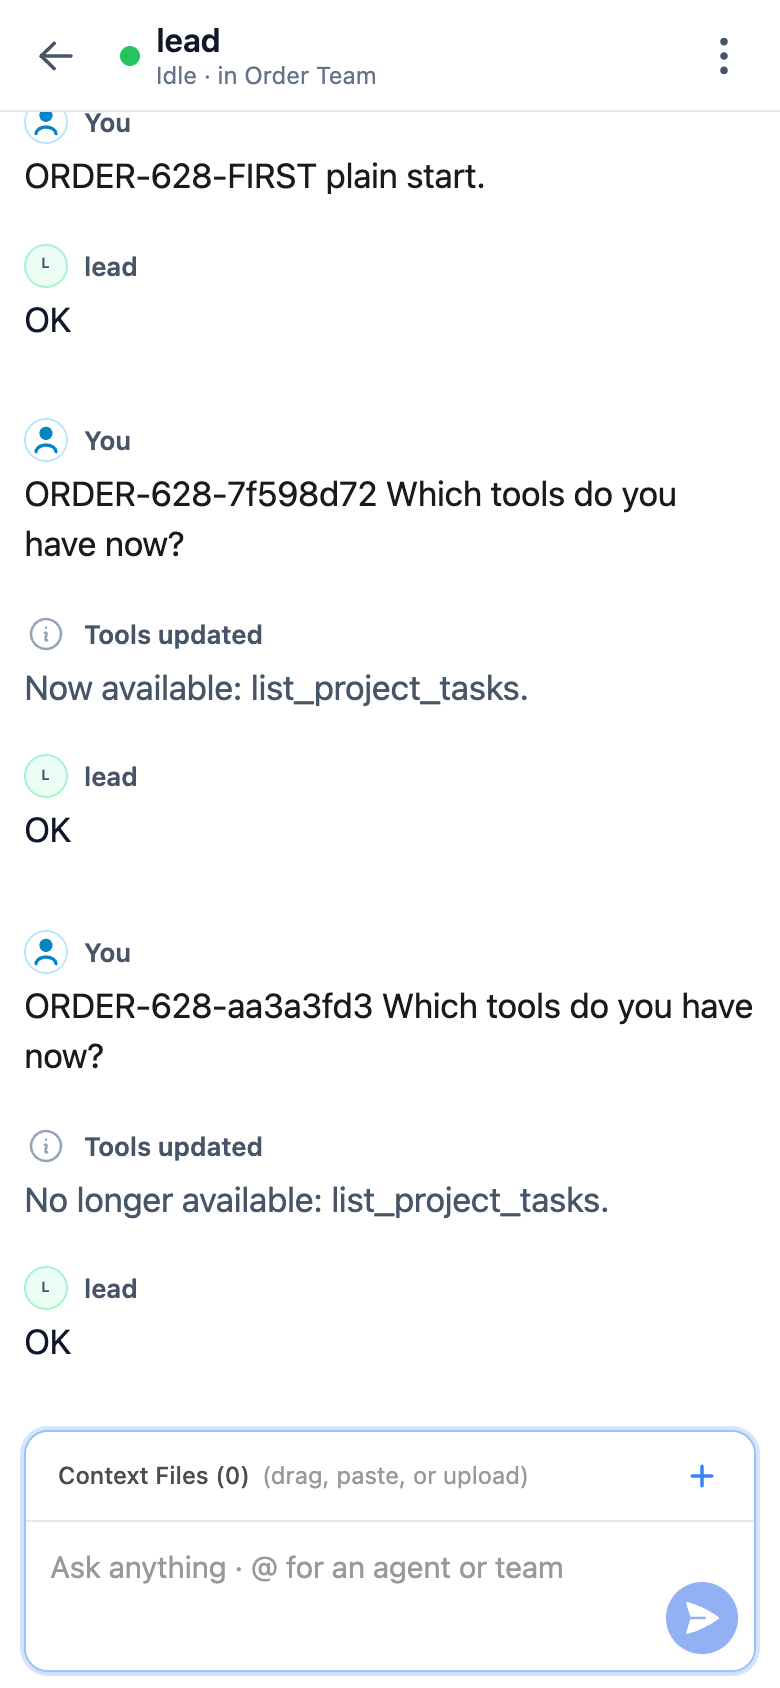 lead
Idle · in Order Team
You
ORDER-628-FIRST plain start.
L
lead
OK
You
ORDER-628-7f598d72 Which tools do you
have now?
Tools updated
Now available: list_project_tasks.
L
lead
OK
You
ORDER-628-aa3a3fd3 Which tools do you have
now?
Tools updated
No longer available: list_project_tasks.
L
lead
OK
Context Files (0) (drag, paste, or upload)
Ask anything · @ for an agent or team